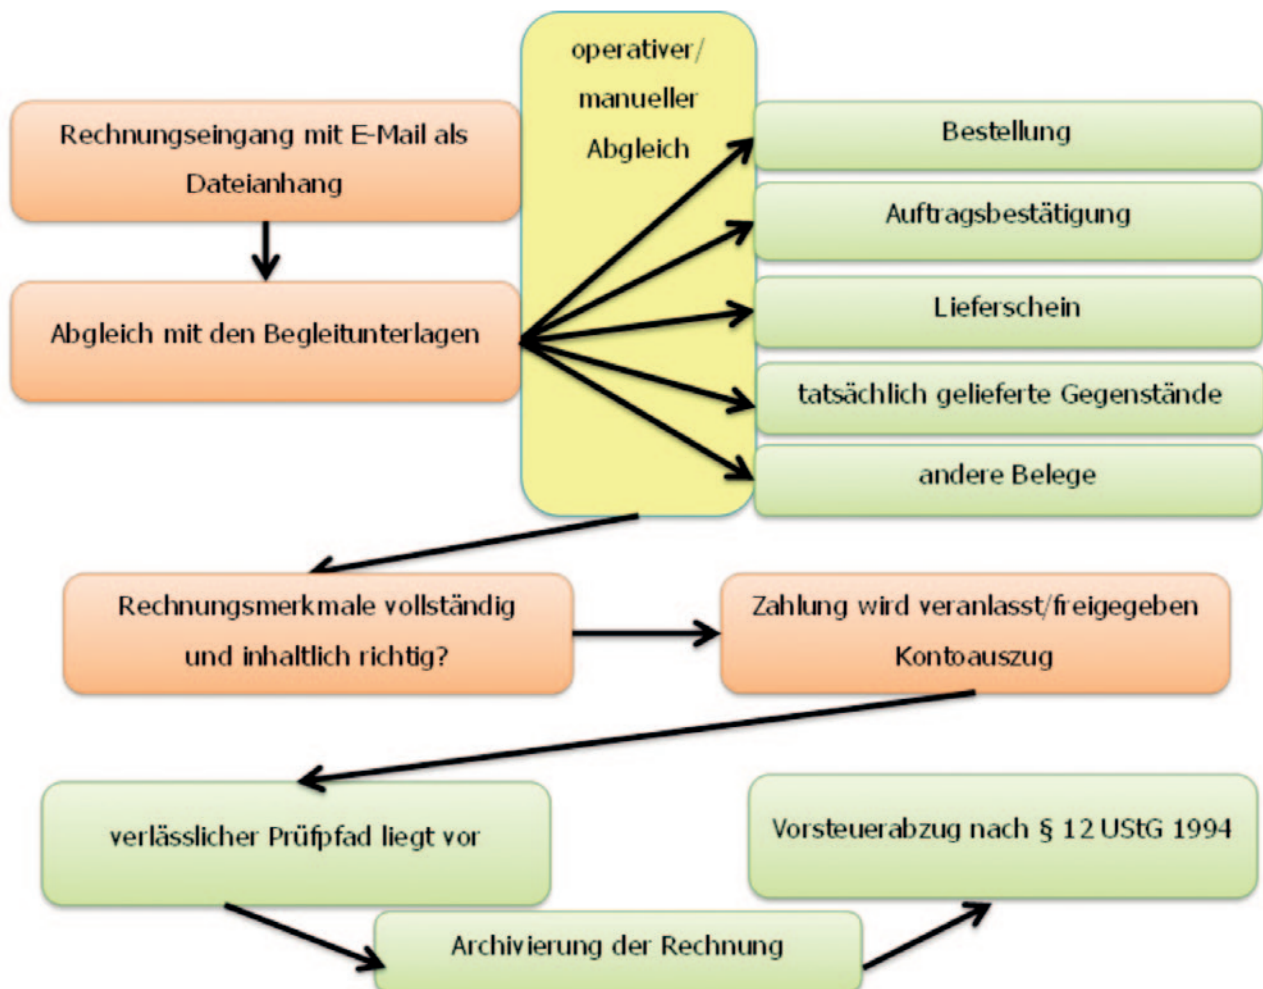 operativer/
manueller
Abgleich
Rechnungseingang mit E-Mail als
Dateianhang
Abgleich mit den Begleitunterlagen
Bestellung
Auftragsbestätigung
Lieferschein
tatsächlich gelieferte Gegenstände
andere Belege
Rechnungsmerkmale vollständig
und inhaltlich richtig?
Zahlung wird veranlasst/freigegeben
Kontoauszug
verlässlicher Prüfpfad liegt vor
Vorsteuerabzug nach § 12 UStG 1994
Archivierung der Rechnung